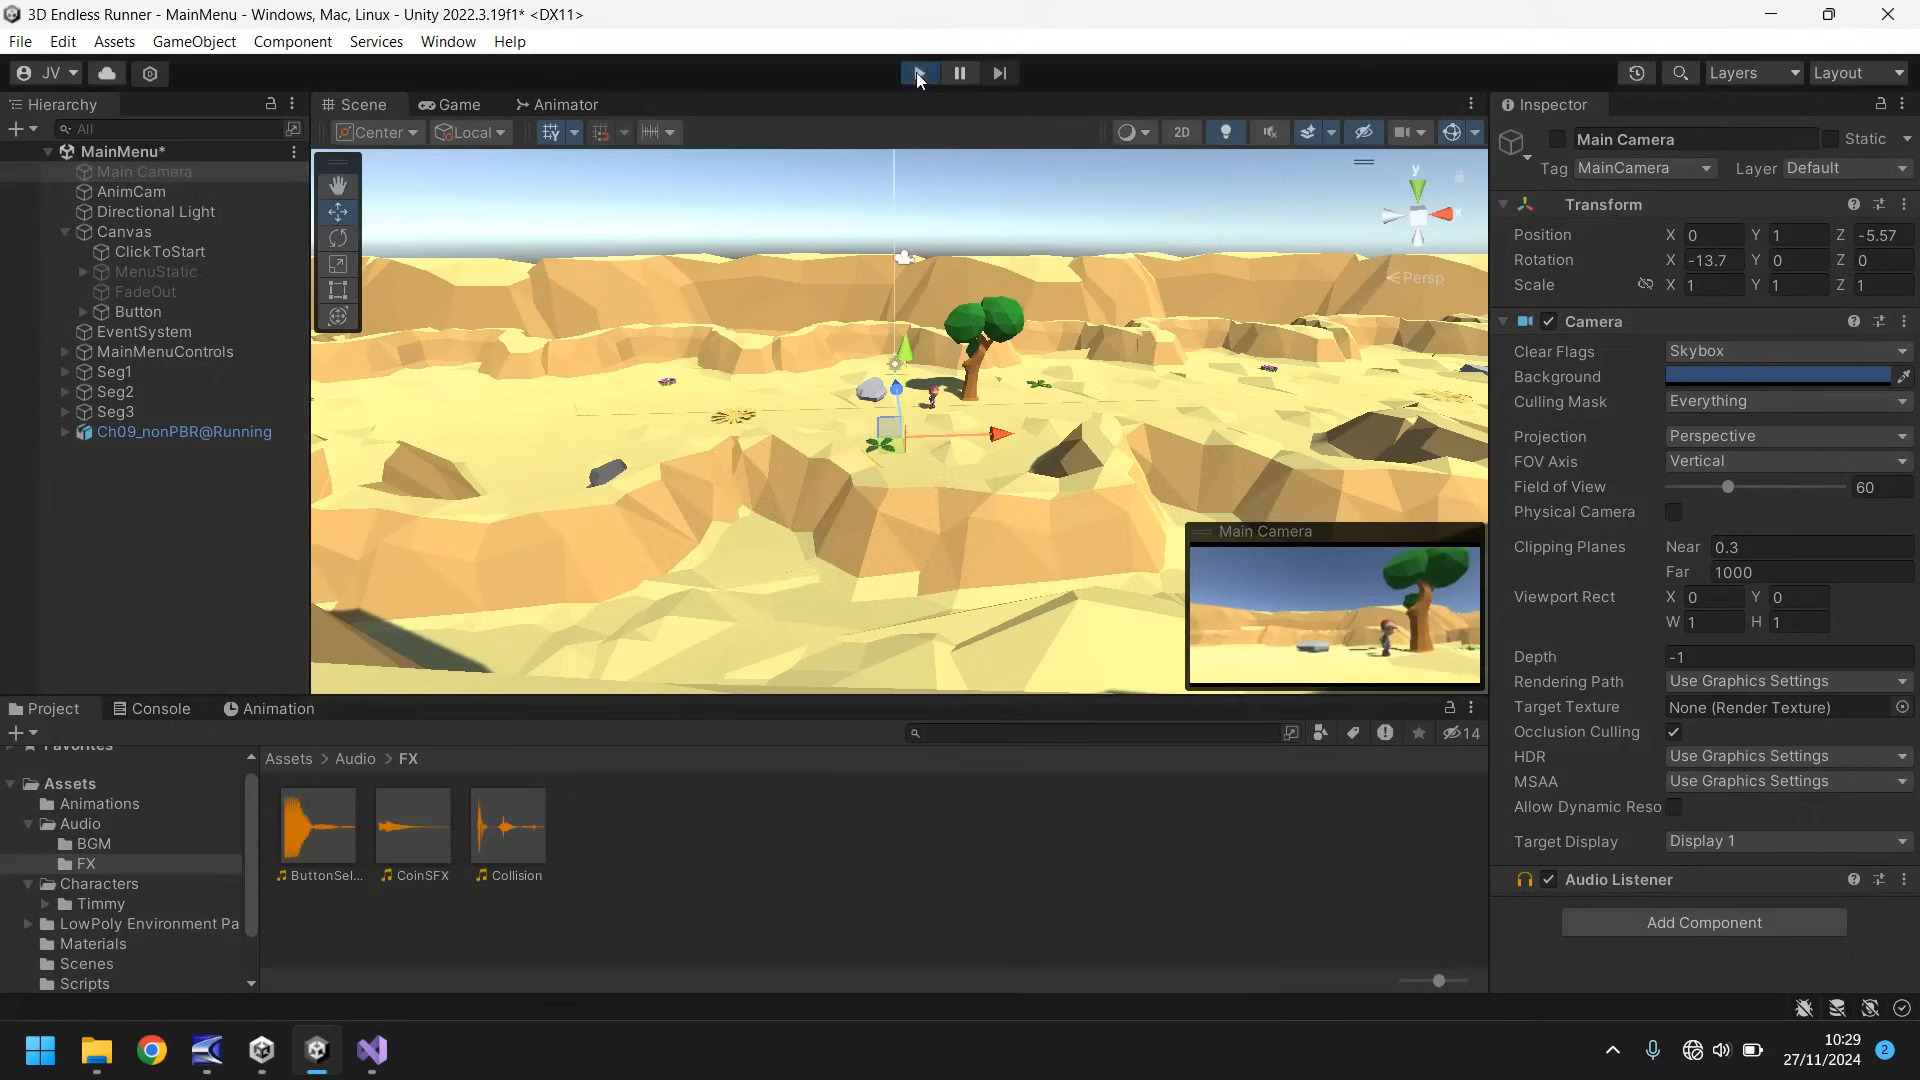 3D Endless Runner - MainMenu - Windows, Mac, Linux - Unity 2022.3.19f1* <DX11>
File Edit Assets GameObject Component Services Window Help
JV
Layers
Layout
Hierarchy
All
MainMenu*
Main Camera
AnimCam
Directional Light
Canvas
ClickToStart
MenuStatic
FadeOut
Button
EventSystem
MainMenuControls
Seg1
Seg2
Seg3
Ch09_nonPBR@Running
Scene
Game
Animator
Center
Local
2D
y
x
Persp
Main Camera
Inspector
Main Camera
Static
Tag MainCamera
Layer Default
Transform
Position X 0 Y 1 Z -5.57
Rotation X -13.7 Y 0 Z 0
Scale X 1 Y 1 Z 1
Camera
Clear Flags Skybox
Background
Culling Mask Everything
Projection Perspective
FOV Axis Vertical
Field of View 60
Physical Camera
Clipping Planes Near 0.3
Far 1000
Viewport Rect X 0 Y 0
W 1 H 1
Depth -1
Rendering Path Use Graphics Settings
Target Texture None (Render Texture)
Occlusion Culling
HDR Use Graphics Settings
MSAA Use Graphics Settings
Allow Dynamic Reso
Target Display Display 1
Audio Listener
Add Component
Project
Console
Animation
14
Favorites
Assets
Animations
Audio
BGM
FX
Characters
Timmy
LowPoly Environment Pa
Materials
Scenes
Scripts
Assets > Audio > FX
ButtonSel...
CoinSFX
Collision
10:29
27/11/2024
2